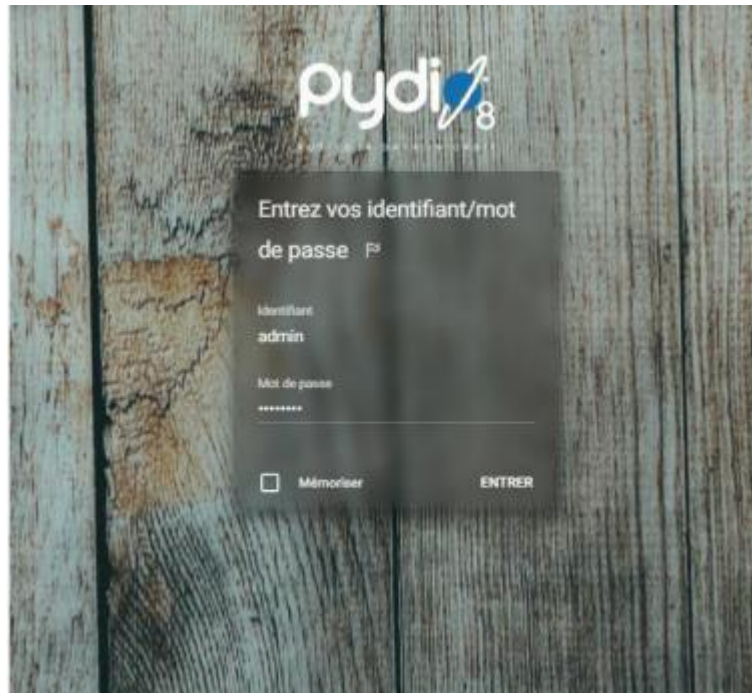 pydio
8
Entrez vos identifiant/mot
de passe
Identifiant
admin
Mot de passe
••••••••
Mémoriser
ENTRER